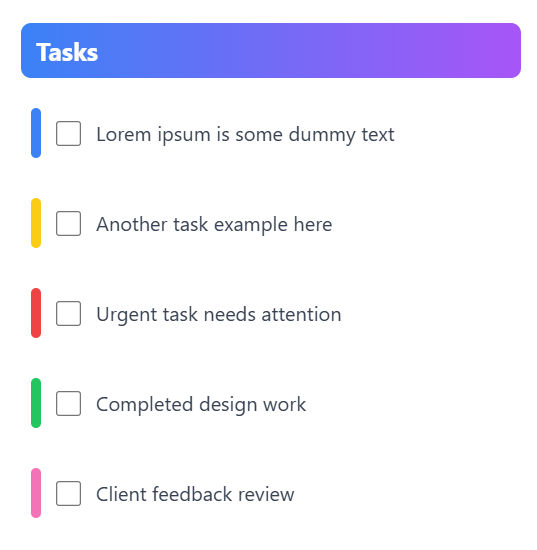 Tasks
Lorem ipsum is some dummy text
Another task example here
Urgent task needs attention
Completed design work
Client feedback review